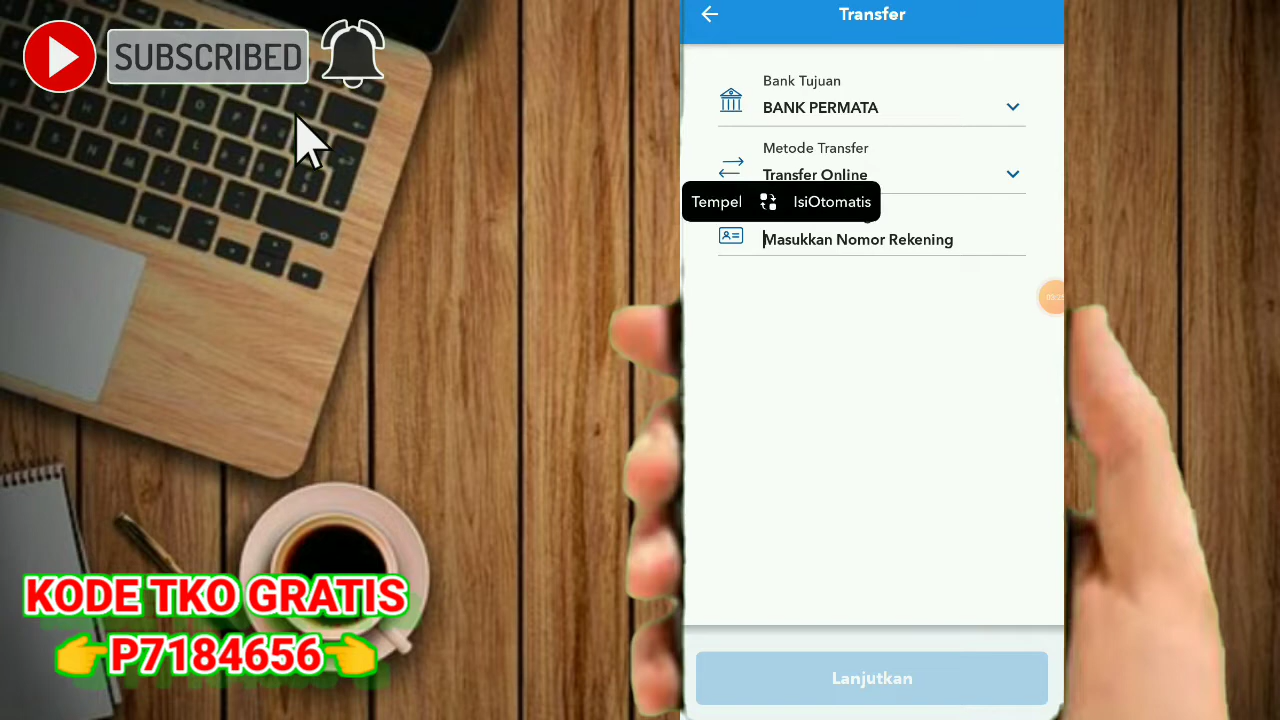 SUBSCRIBED
Transfer
Bank Tujuan
BANK PERMATA
Metode Transfer
Transfer Online
Tempel IsiOtomatis
Masukkan Nomor Rekening
Lanjutkan
KODE TKO GRATIS
👉P7184656👈